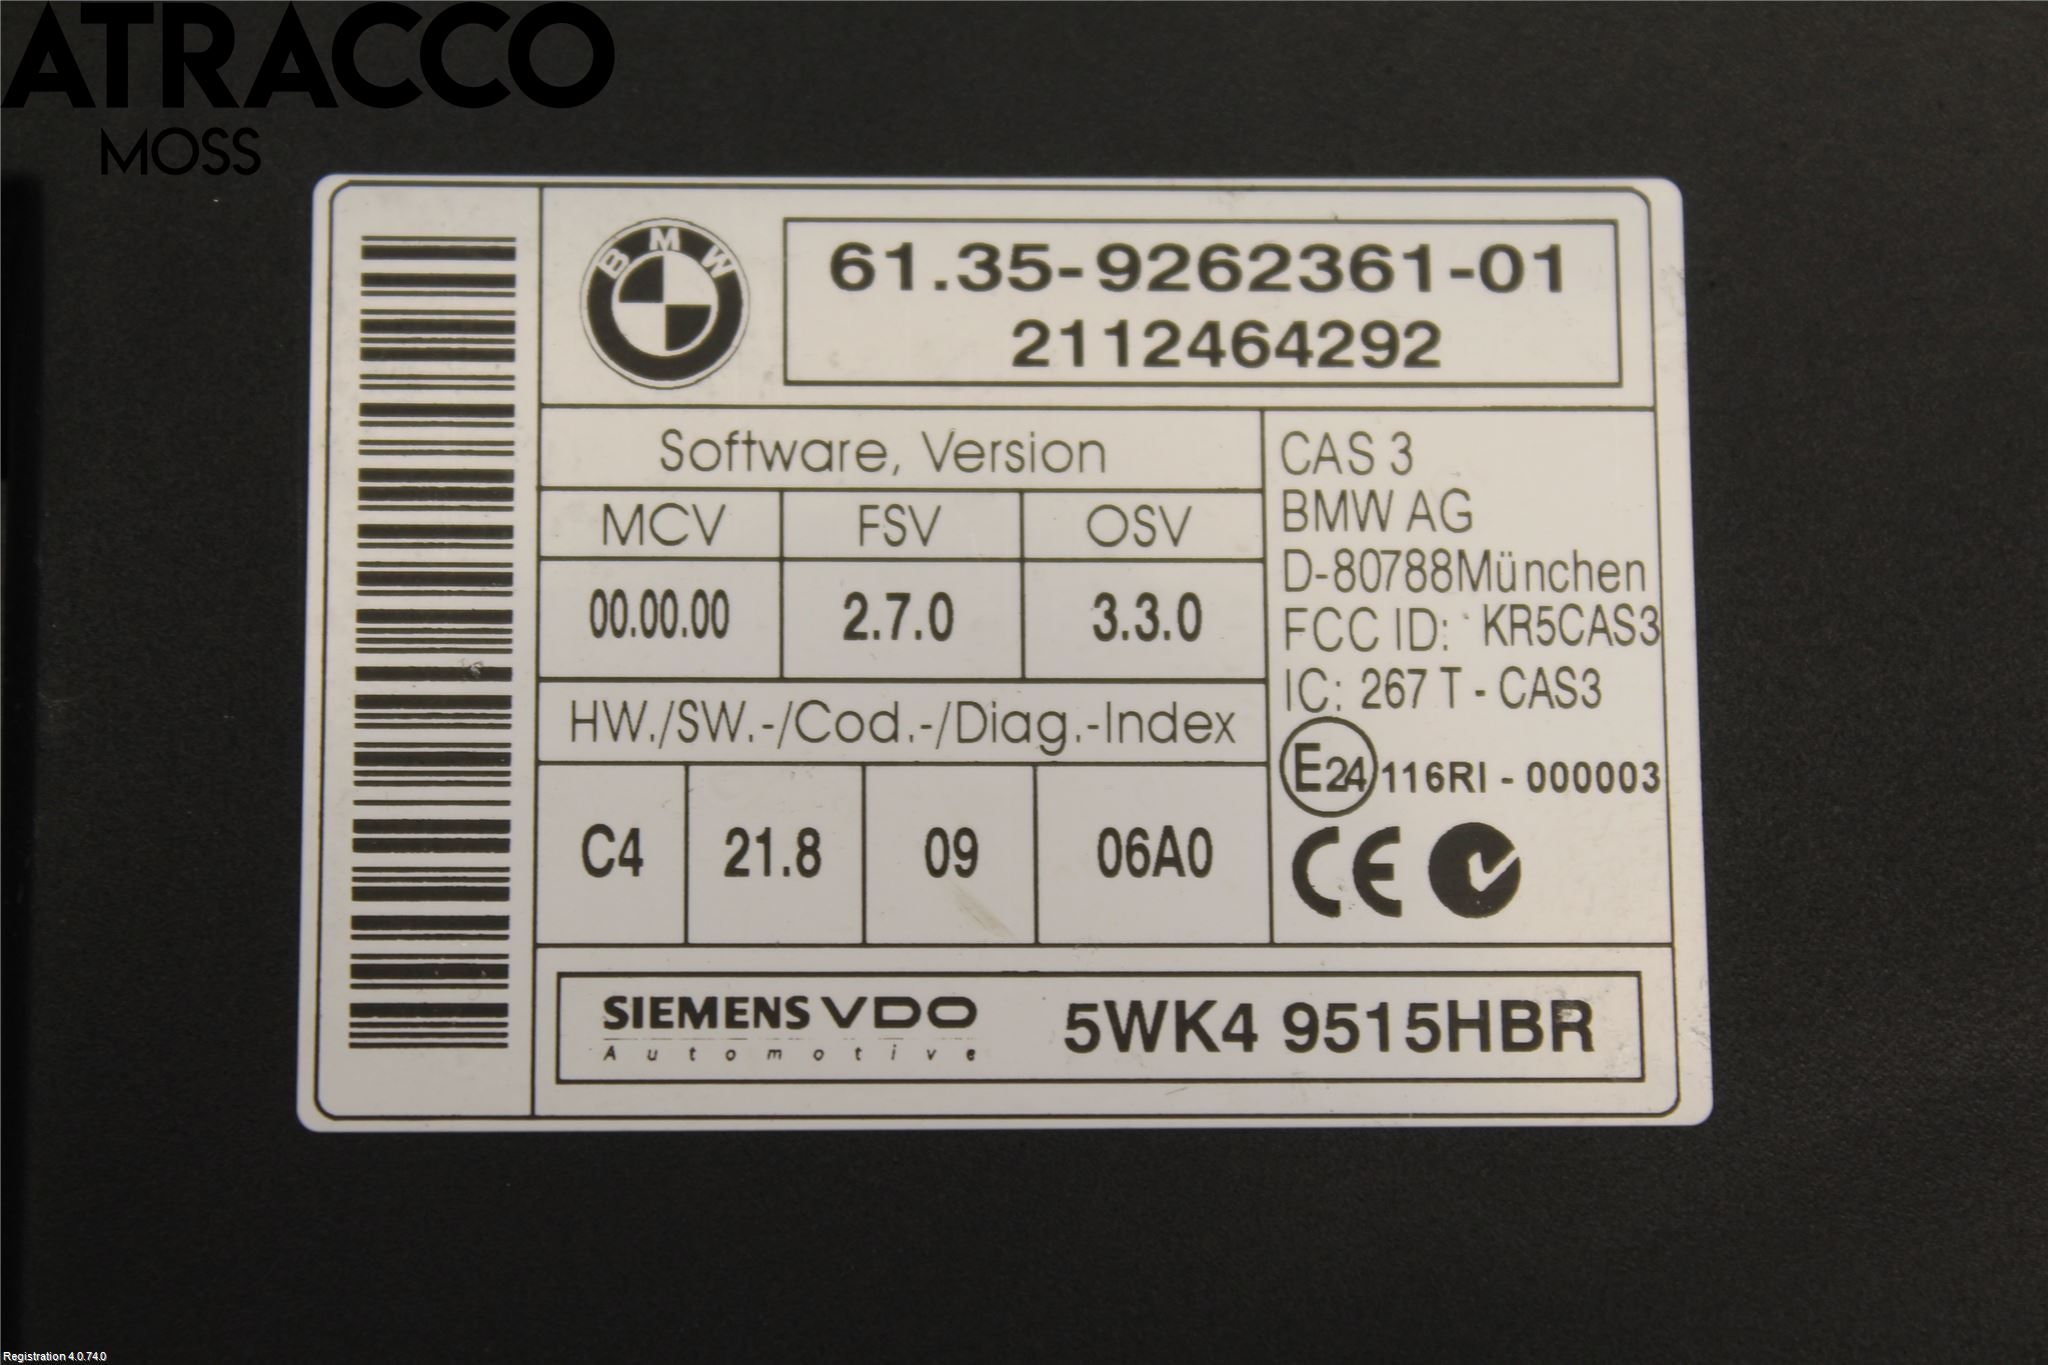 ATRACCO
MOSS
BMW
61.35-9262361-01
2112464292
Software, Version
MCV FSV OSV
00.00.00 2.7.0 3.3.0
HW./SW.-/Cod.-/Diag.-Index
C4 21.8 09 06A0
CAS 3
BMW AG
D-80788München
FCC ID: KR5CAS3
IC: 267 T - CAS3
E24 116RI - 000003
CE
SIEMENS VDO
Automotive
5WK4 9515HBR
Registration 4.0.74.0